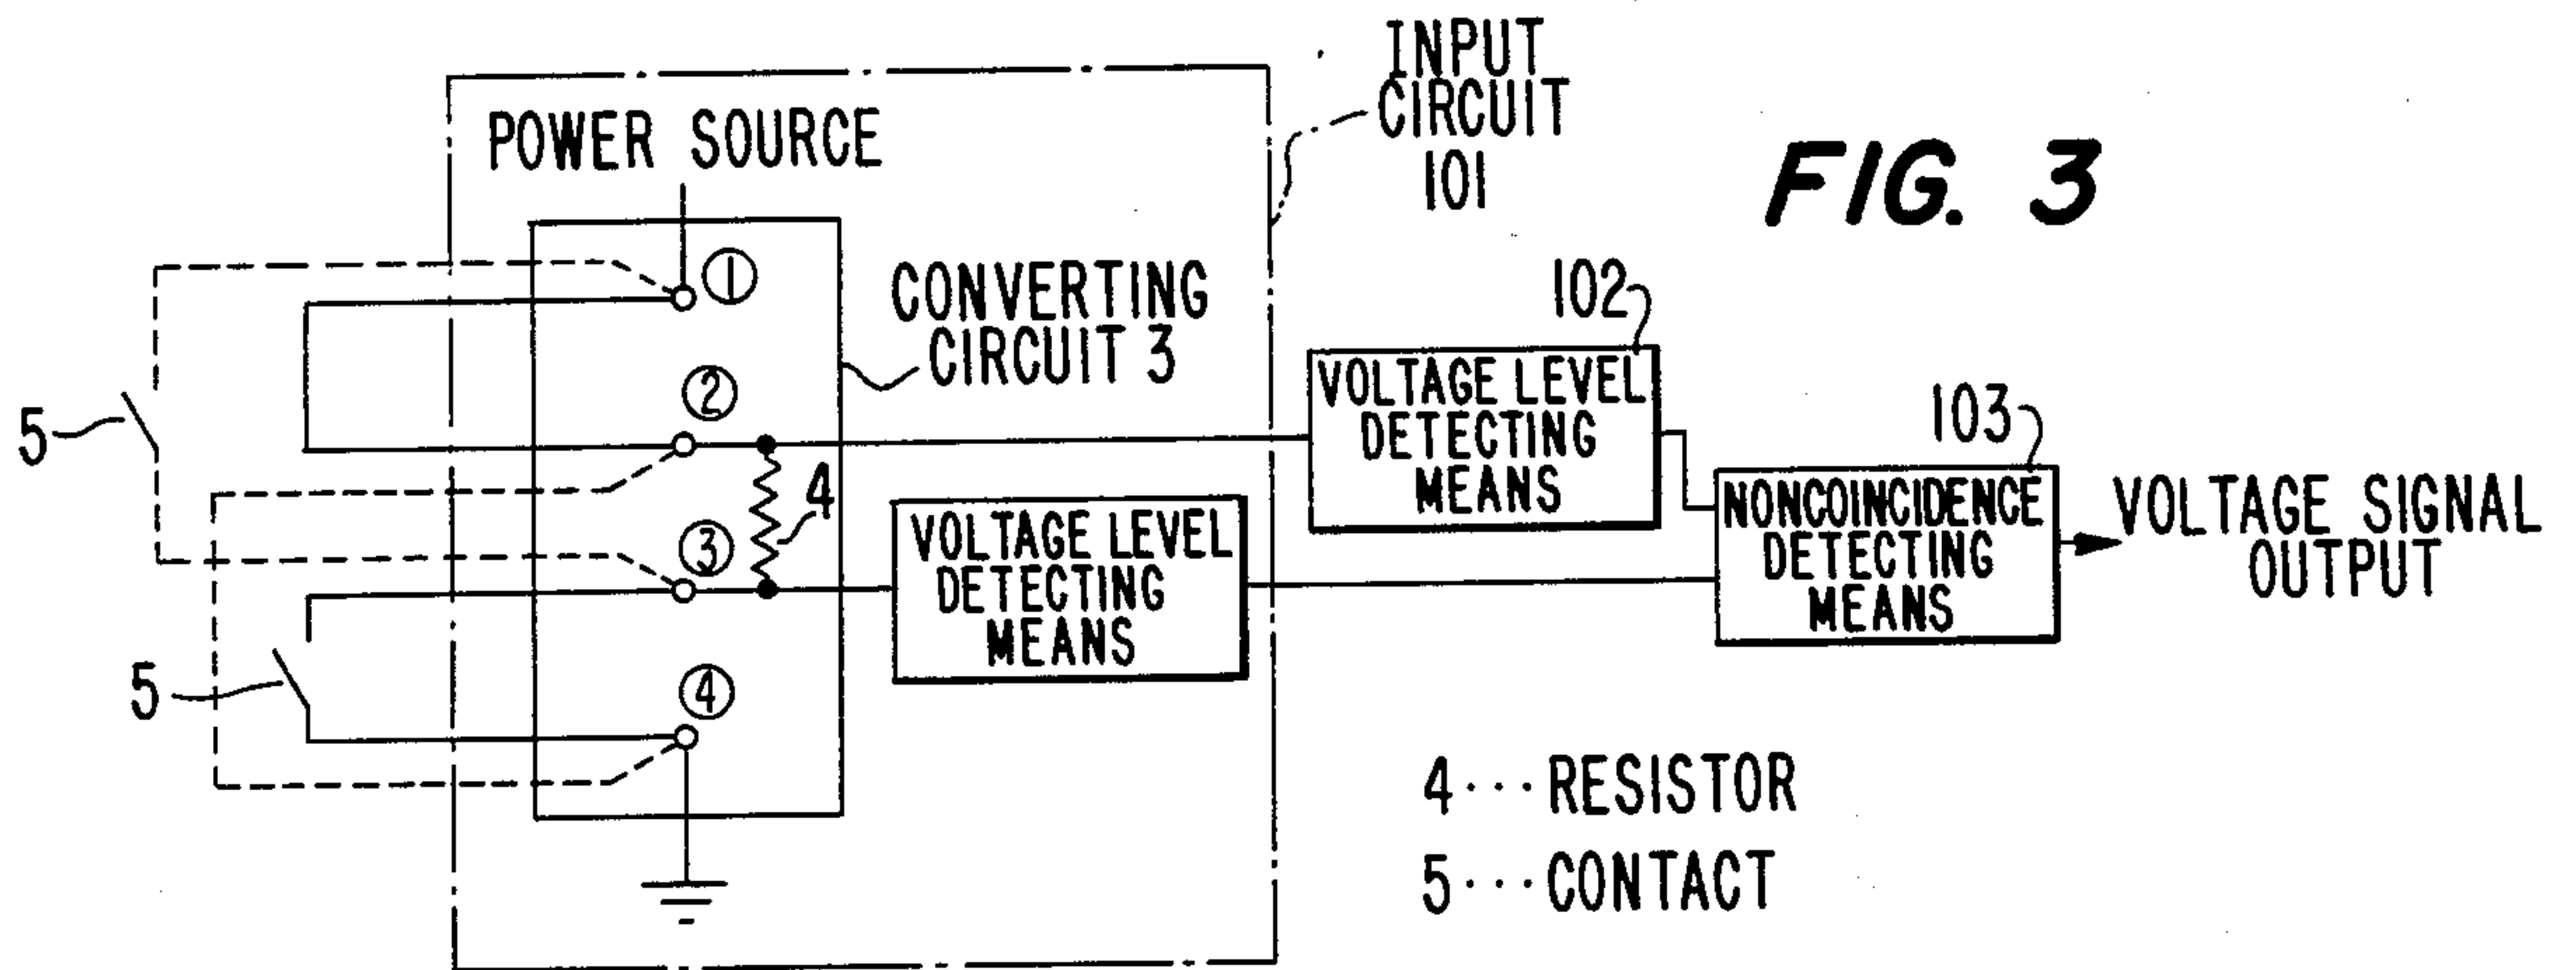 INPUT
CIRCUIT
101
FIG. 3
POWER SOURCE
①
CONVERTING
CIRCUIT 3
②
102
VOLTAGE LEVEL
DETECTING
MEANS
5
103
4
③
VOLTAGE LEVEL
DETECTING
MEANS
NONCOINCIDENCE
DETECTING
MEANS
VOLTAGE SIGNAL
OUTPUT
5
④
4···RESISTOR
5···CONTACT